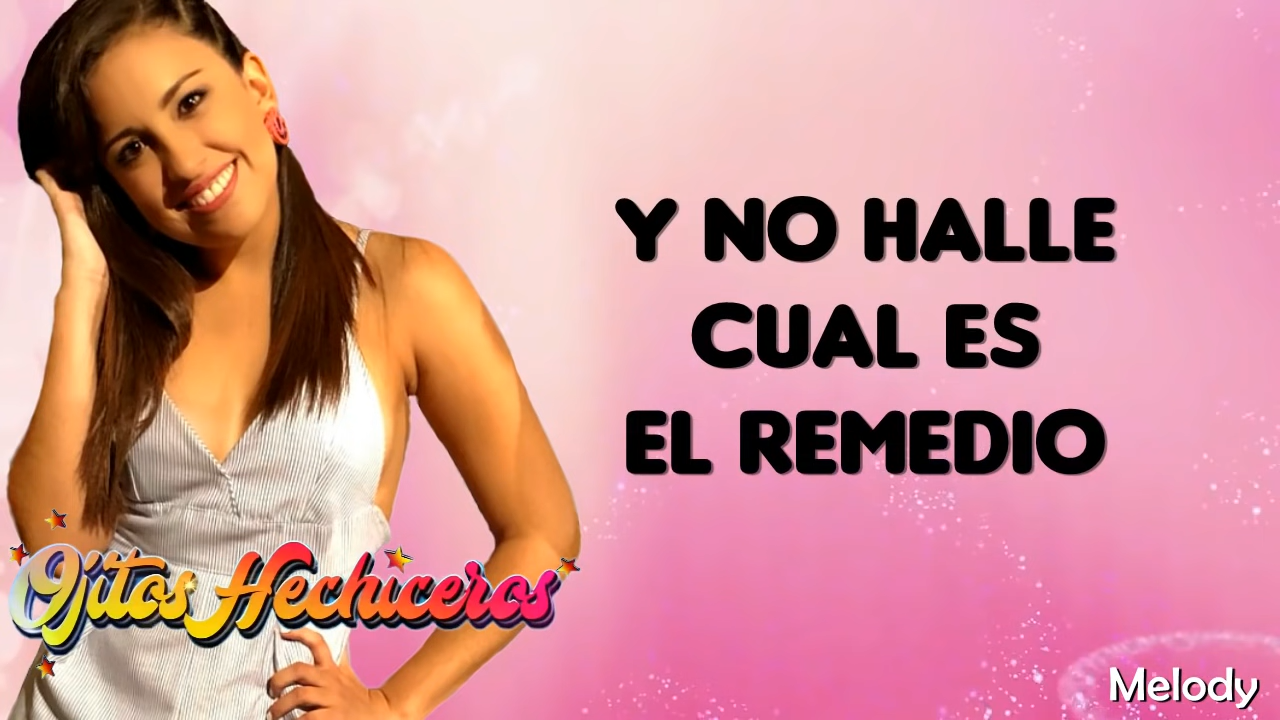 Y NO HALLE
CUAL ES
EL REMEDIO
Ojitos Hechiceros
Melody